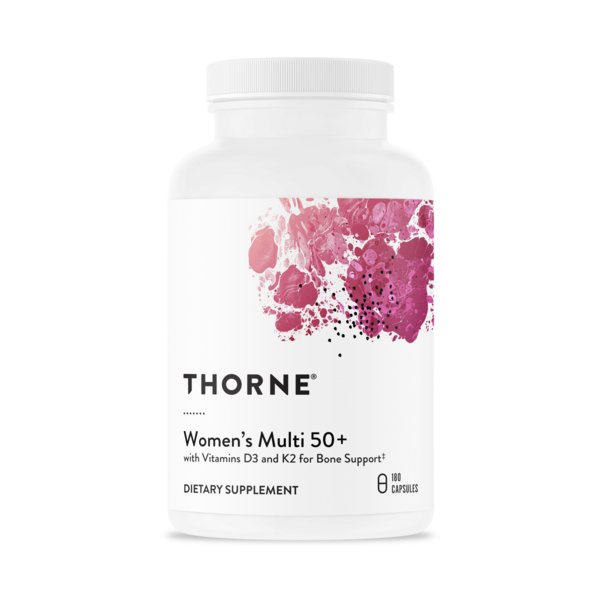 THORNE®
Women's Multi 50+
with Vitamins D3 and K2 for Bone Support‡
DIETARY SUPPLEMENT
180
CAPSULES